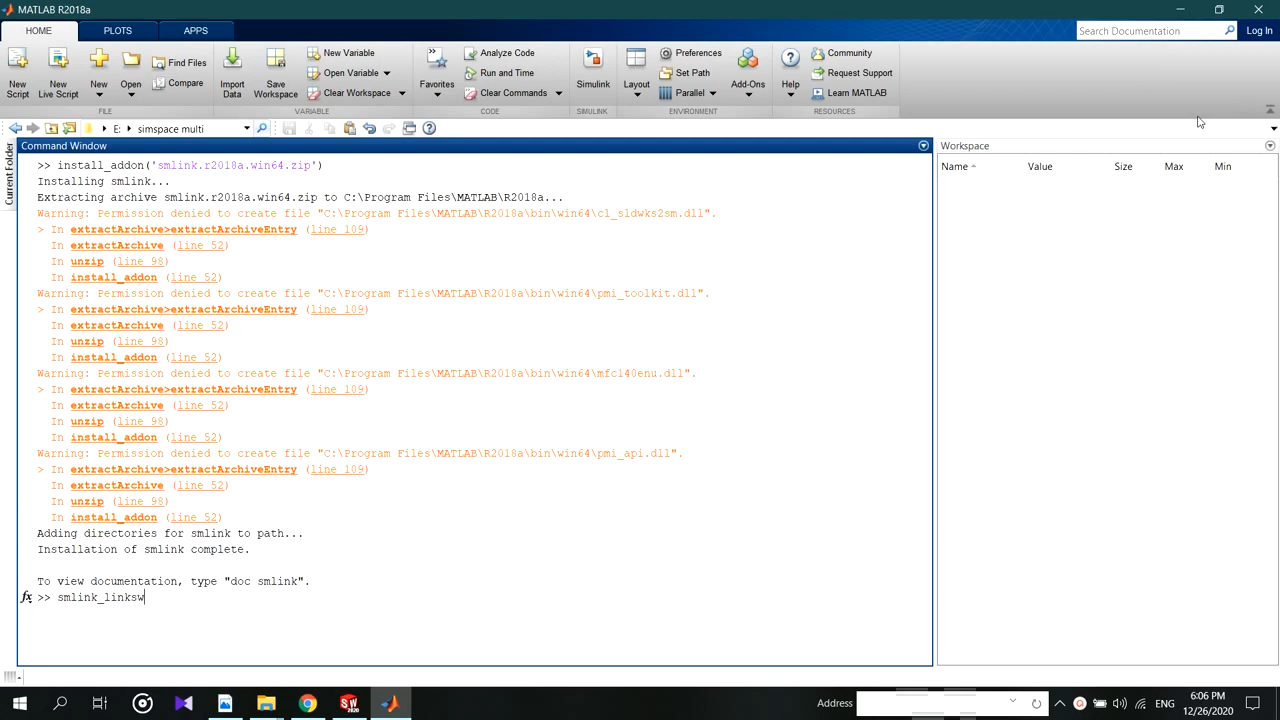 MATLAB R2018a
HOME
PLOTS
APPS
Search Documentation
Log In
New Script
New Live Script
New
Open
Find Files
Compare
Import Data
Save Workspace
New Variable
Open Variable
Clear Workspace
Favorites
Analyze Code
Run and Time
Clear Commands
Simulink
Layout
Preferences
Set Path
Parallel
Add-Ons
Help
Community
Request Support
Learn MATLAB
FILE
VARIABLE
CODE
SIMULINK
ENVIRONMENT
RESOURCES
E: simspace multi
Current Folder
Command Window
>> install_addon('smlink.r2018a.win64.zip')
Installing smlink...
Extracting archive smlink.r2018a.win64.zip to C:\Program Files\MATLAB\R2018a...
Warning: Permission denied to create file "C:\Program Files\MATLAB\R2018a\bin\win64\cl_sldwks2sm.dll".
> In extractArchive>extractArchiveEntry (line 109)
In extractArchive (line 52)
In unzip (line 98)
In install_addon (line 52)
Warning: Permission denied to create file "C:\Program Files\MATLAB\R2018a\bin\win64\pmi_toolkit.dll".
> In extractArchive>extractArchiveEntry (line 109)
In extractArchive (line 52)
In unzip (line 98)
In install_addon (line 52)
Warning: Permission denied to create file "C:\Program Files\MATLAB\R2018a\bin\win64\mfc140enu.dll".
> In extractArchive>extractArchiveEntry (line 109)
In extractArchive (line 52)
In unzip (line 98)
In install_addon (line 52)
Warning: Permission denied to create file "C:\Program Files\MATLAB\R2018a\bin\win64\pmi_api.dll".
> In extractArchive>extractArchiveEntry (line 109)
In extractArchive (line 52)
In unzip (line 98)
In install_addon (line 52)
Adding directories for smlink to path...
Installation of smlink complete.
To view documentation, type "doc smlink".
fx >> smlink_linksw
Workspace
Name Value Size Max Min
Address
ENG
6:06 PM
12/26/2020